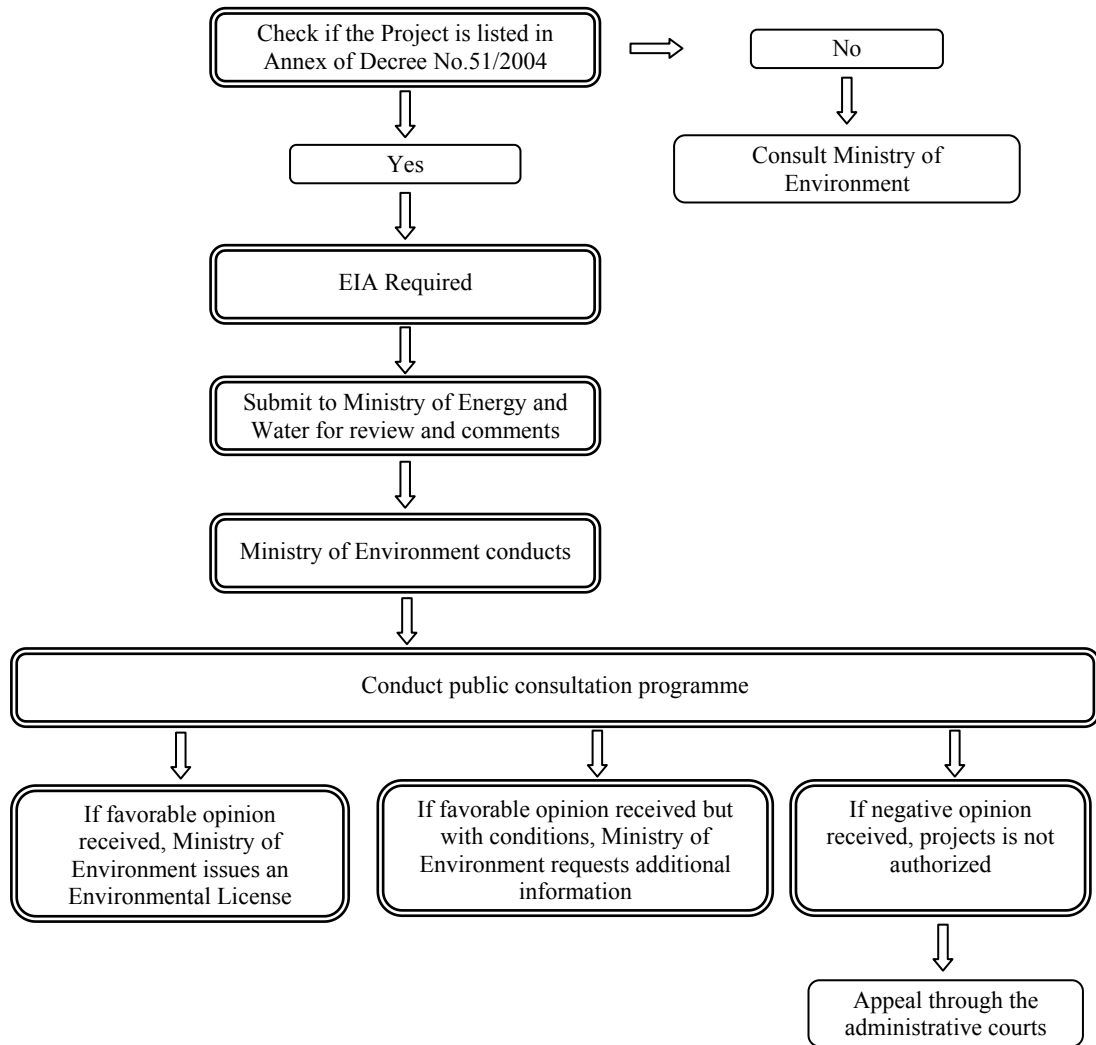 Check if the Project is listed in
Annex of Decree No.51/2004
No
Yes
Consult Ministry of
Environment
EIA Required
Submit to Ministry of Energy and
Water for review and comments
Ministry of Environment conducts
Conduct public consultation programme
If favorable opinion
received, Ministry of
Environment issues an
Environmental License
If favorable opinion received but
with conditions, Ministry of
Environment requests additional
information
If negative opinion
received, projects is not
authorized
Appeal through the
administrative courts